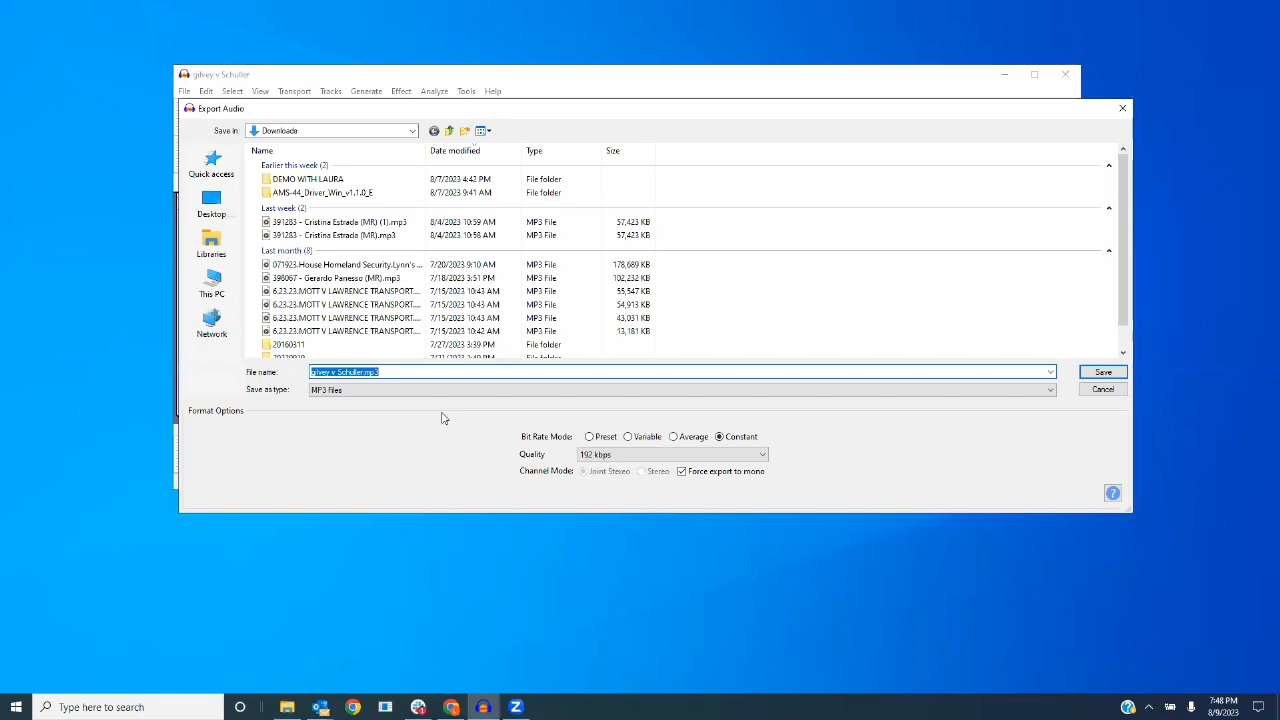 gilvey v Schuller
File Edit Select View Transport Tracks Generate Effect Analyze Tools Help
Export Audio
Save in: Downloads
Name Date modified Type Size
Quick access
Desktop
Libraries
This PC
Network
Earlier this week (2)
DEMO WITH LAURA 8/7/2023 4:42 PM File folder
AMS-44_Driver_Win_v1.1.0_E 8/7/2023 9:41 AM File folder
Last week (2)
391283 - Cristina Estrada (MR) (1).mp3 8/4/2023 10:59 AM MP3 File 57,423 KB
391283 - Cristina Estrada (MR).mp3 8/4/2023 10:58 AM MP3 File 57,423 KB
Last month (8)
071923.House Homeland Security.Lynn's ... 7/20/2023 9:10 AM MP3 File 178,689 KB
398067 - Gerardo Panesso (MR).mp3 7/18/2023 3:51 PM MP3 File 102,232 KB
6.23.23.MOTT V LAWRENCE TRANSPORT.... 7/15/2023 10:43 AM MP3 File 55,547 KB
6.23.23.MOTT V LAWRENCE TRANSPORT.... 7/15/2023 10:43 AM MP3 File 54,913 KB
6.23.23.MOTT V LAWRENCE TRANSPORT.... 7/15/2023 10:43 AM MP3 File 43,031 KB
6.23.23.MOTT V LAWRENCE TRANSPORT.... 7/15/2023 10:42 AM MP3 File 13,181 KB
20160311 7/27/2023 3:39 PM File folder
File name: gilvey v Schuller.mp3 Save
Save as type: MP3 Files Cancel
Format Options
Bit Rate Mode: Preset Variable Average Constant
Quality 192 kbps
Channel Mode: Joint Stereo Stereo Force export to mono
Type here to search
7:48 PM
8/9/2023